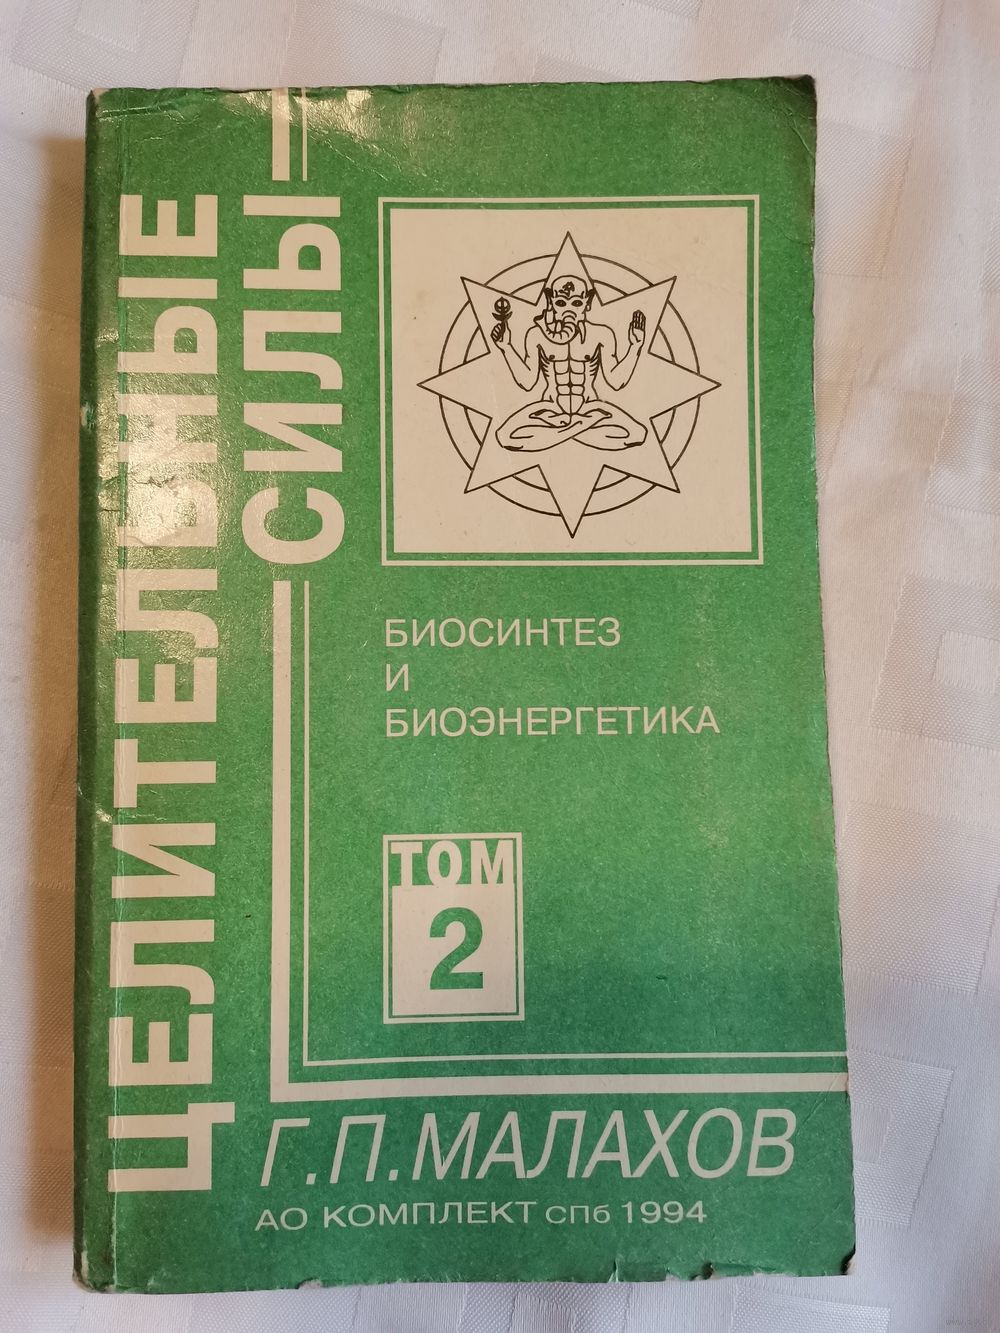 ЦЕЛИТЕЛЬНЫЕ
СИЛЫ
БИОСИНТЕЗ
И
БИОЭНЕРГЕТИКА
ТОМ
2
Г.П.МАЛАХОВ
АО КОМПЛЕКТ СПб 1994